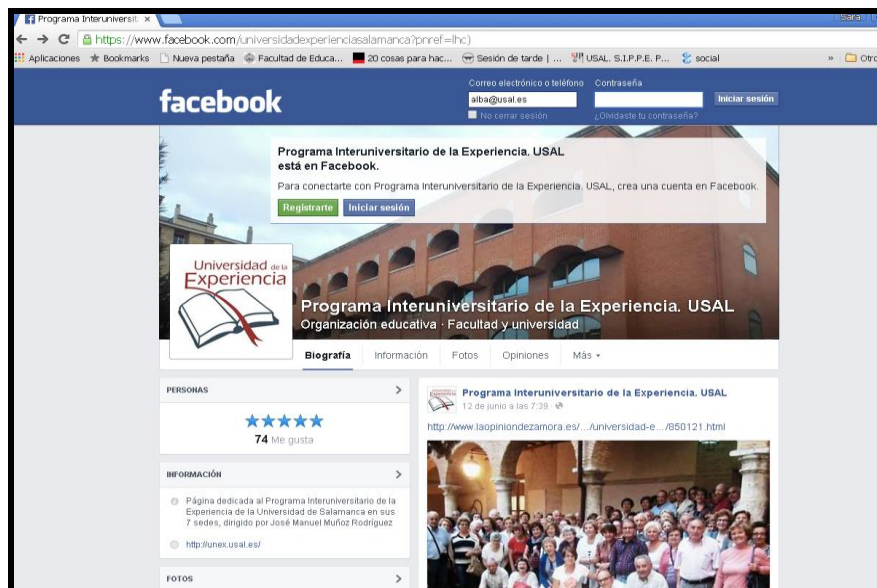 Programa Interuniversit
Sara
https://www.facebook.com/universidadexperienciasalamanca?pnref=lhc)
Aplicaciones Bookmarks Nueva pestaña Facultad de Educa... 20 cosas para hac... Sesión de tarde | ... USAL. S.I.P.P.E. P... social » Otro
Correo electrónico o teléfono Contraseña
facebook alba@usal.es Iniciar sesión
No cerrar sesión ¿Olvidaste tu contraseña?
Programa Interuniversitario de la Experiencia. USAL
está en Facebook.
Para conectarte con Programa Interuniversitario de la Experiencia. USAL, crea una cuenta en Facebook.
Registrarte Iniciar sesión
Universidad de la
Experiencia
Programa Interuniversitario de la Experiencia. USAL
Organización educativa · Facultad y universidad
Biografía Información Fotos Opiniones Más
PERSONAS
74 Me gusta
INFORMACIÓN
Página dedicada al Programa Interuniversitario de la
Experiencia de la Universidad de Salamanca en sus
7 sedes, dirigido por José Manuel Muñoz Rodríguez
http://unex.usal.es/
FOTOS
Programa Interuniversitario de la Experiencia. USAL
12 de junio a las 7:39 ·
http://www.laopiniondezamora.es/.../universidad-e.../850121.html